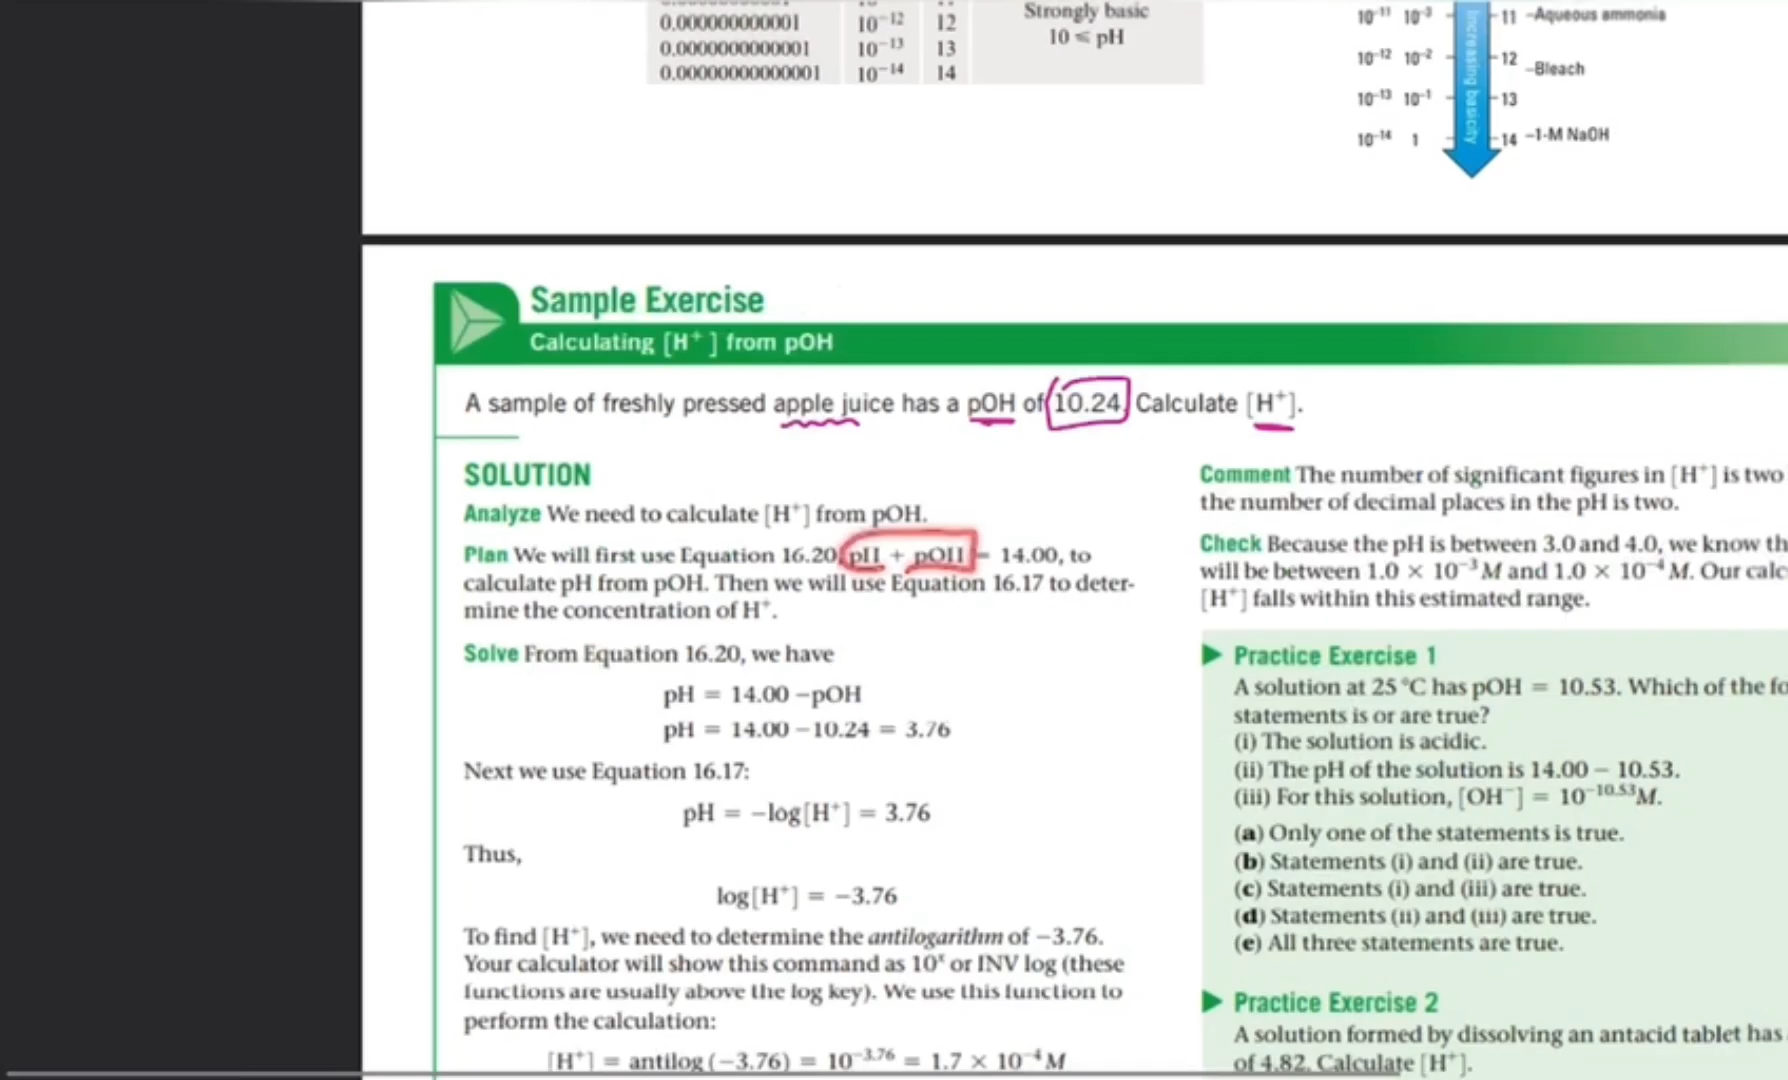 0.000000000001 10⁻¹² 12
0.0000000000001 10⁻¹³ 13
0.00000000000001 10⁻¹⁴ 14
Strongly basic
10 ≤ pH
10⁻¹¹ 10⁻³ 11 Aqueous ammonia
10⁻¹² 10⁻² 12
Bleach
10⁻¹³ 10⁻¹ 13
10⁻¹⁴ 1 14 1-M NaOH
Increasing basicity
Sample Exercise
Calculating [H⁺] from pOH
A sample of freshly pressed apple juice has a pOH of 10.24 Calculate [H⁺].
SOLUTION
Analyze We need to calculate [H⁺] from pOH.
Plan We will first use Equation 16.20, pH + pOH = 14.00, to
calculate pH from pOH. Then we will use Equation 16.17 to deter-
mine the concentration of H⁺.
Solve From Equation 16.20, we have
pH = 14.00 −pOH
pH = 14.00 −10.24 = 3.76
Next we use Equation 16.17:
pH = −log[H⁺] = 3.76
Thus,
log[H⁺] = −3.76
To find [H⁺], we need to determine the antilogarithm of −3.76.
Your calculator will show this command as 10ˣ or INV log (these
functions are usually above the log key). We use this function to
perform the calculation:
[H⁺] = antilog (−3.76) = 10⁻³·⁷⁶ = 1.7 × 10⁻⁴ M
Comment The number of significant figures in [H⁺] is two
the number of decimal places in the pH is two.
Check Because the pH is between 3.0 and 4.0, we know th
will be between 1.0 × 10⁻³ M and 1.0 × 10⁻⁴ M. Our calc
[H⁺] falls within this estimated range.
Practice Exercise 1
A solution at 25 °C has pOH = 10.53. Which of the fo
statements is or are true?
(i) The solution is acidic.
(ii) The pH of the solution is 14.00 − 10.53.
(iii) For this solution, [OH⁻] = 10⁻¹⁰·⁵³M.
(a) Only one of the statements is true.
(b) Statements (i) and (ii) are true.
(c) Statements (i) and (iii) are true.
(d) Statements (ii) and (iii) are true.
(e) All three statements are true.
Practice Exercise 2
A solution formed by dissolving an antacid tablet has
of 4.82. Calculate [H⁺].